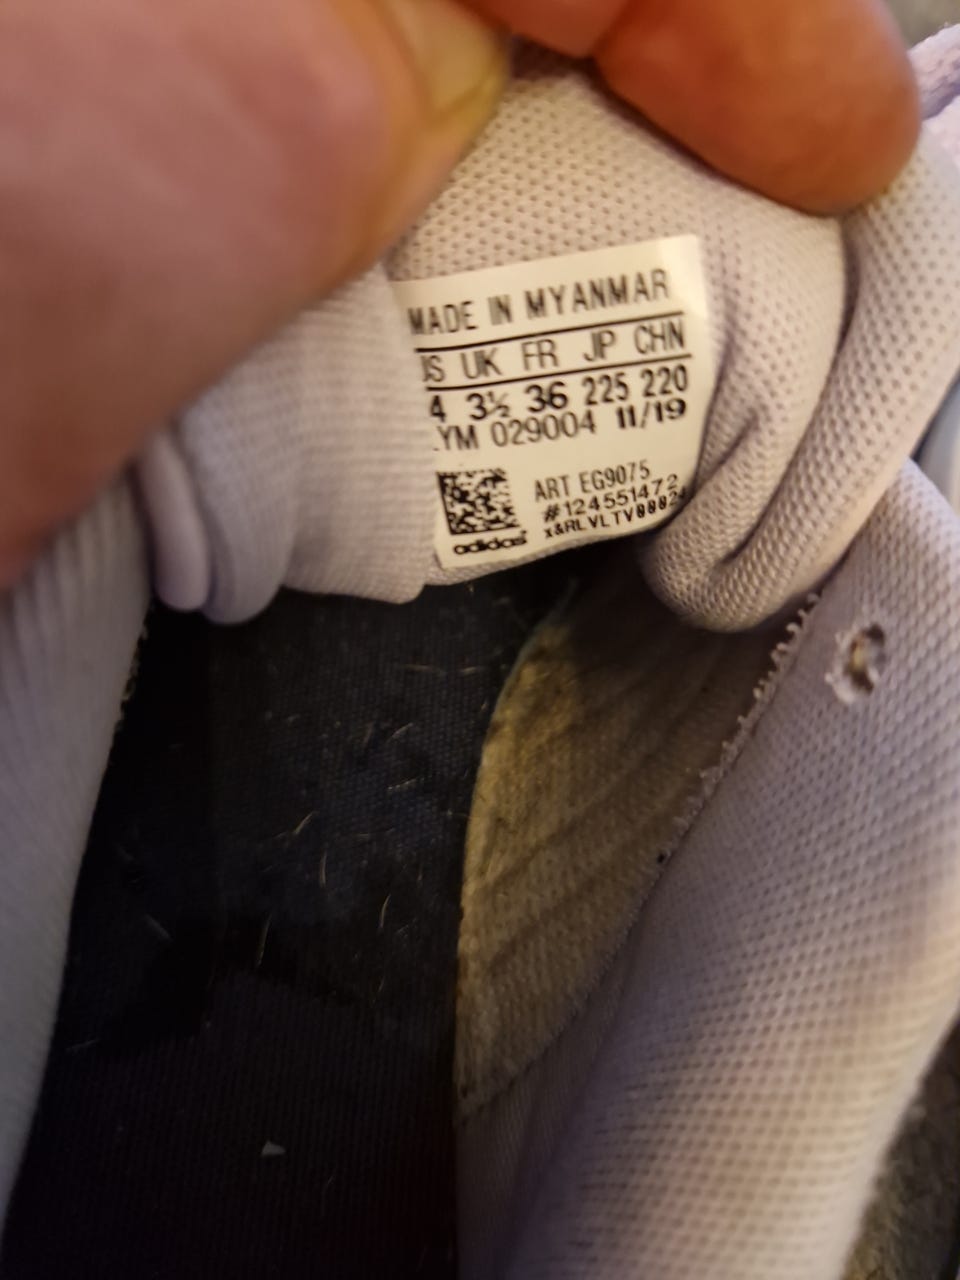 MADE IN MYANMAR
US UK FR JP CHN
4 3½ 36 225 220
YM 029004 11/19
ART EG9075
#124551472
adidas